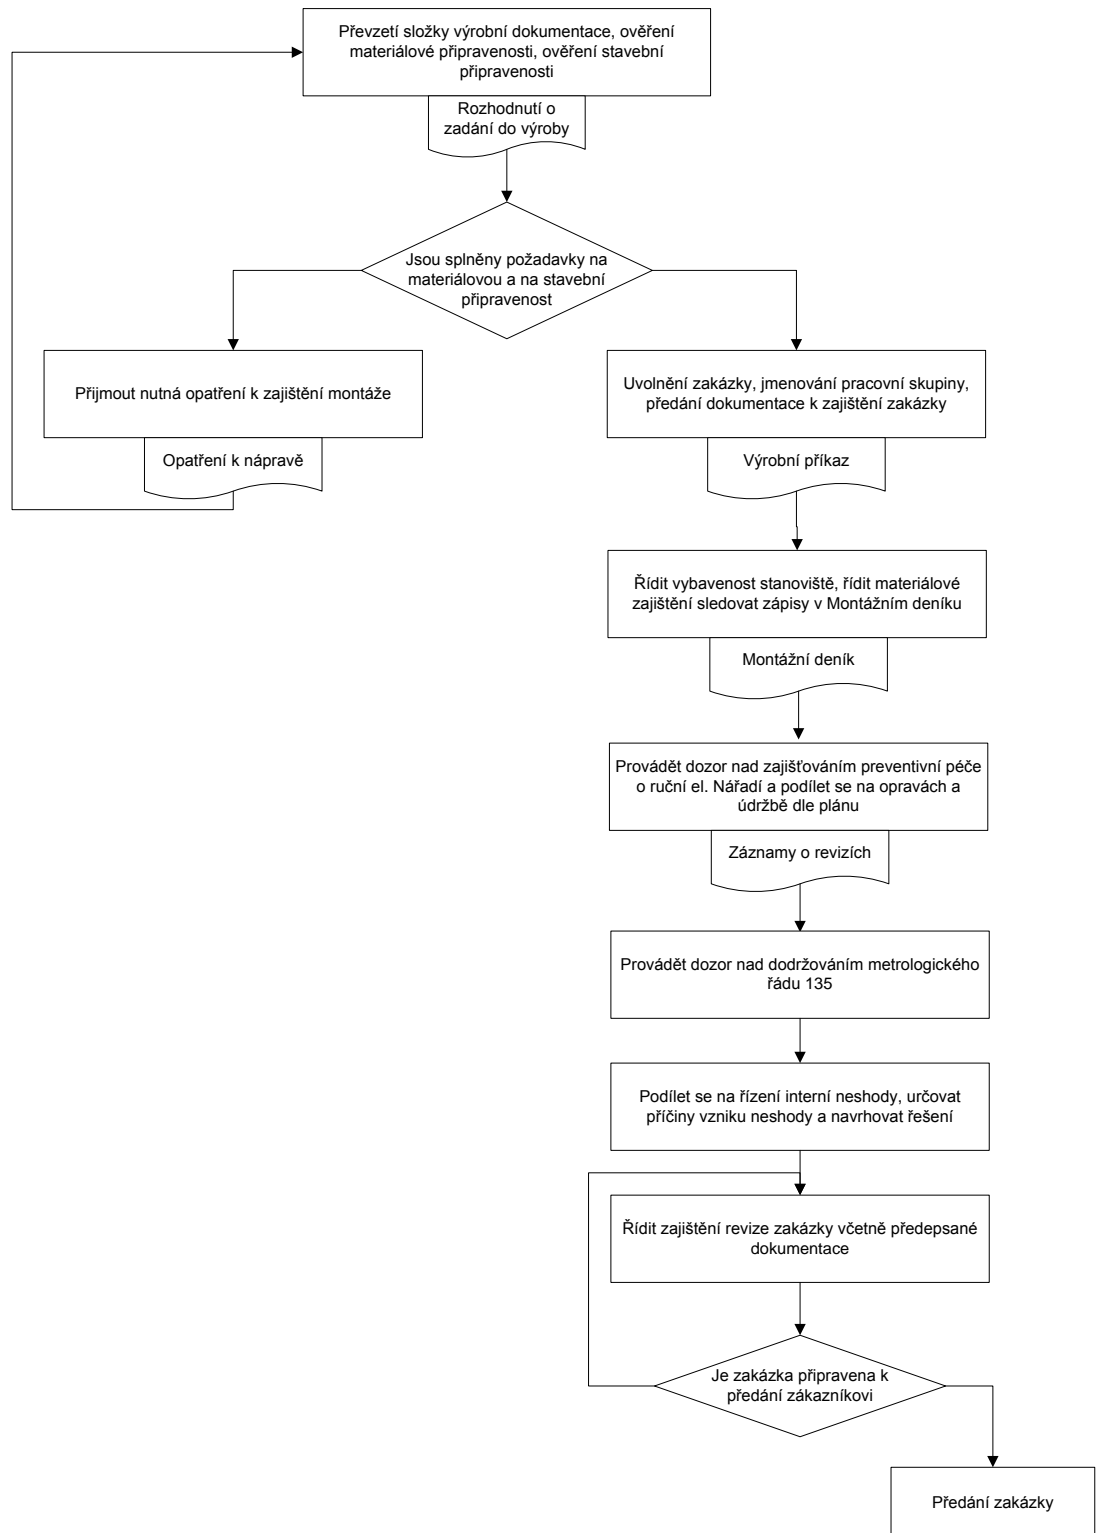 Převzetí složky výrobní dokumentace, ověření
materiálové připravenosti, ověření stavební
připravenosti
Rozhodnutí o
zadání do výroby
Jsou splněny požadavky na
materiálovou a na stavební
připravenost
Přijmout nutná opatření k zajištění montáže
Opatření k nápravě
Uvolnění zakázky, jmenování pracovní skupiny,
předání dokumentace k zajištění zakázky
Výrobní příkaz
Řídit vybavenost stanoviště, řídit materiálové
zajištění sledovat zápisy v Montážním deníku
Montážní deník
Provádět dozor nad zajišťováním preventivní péče
o ruční el. Nářadí a podílet se na opravách a
údržbě dle plánu
Záznamy o revizích
Provádět dozor nad dodržováním metrologického
řádu 135
Podílet se na řízení interní neshody, určovat
příčiny vzniku neshody a navrhovat řešení
Řídit zajištění revize zakázky včetně předepsané
dokumentace
Je zakázka připravena k
předání zákazníkovi
Předání zakázky